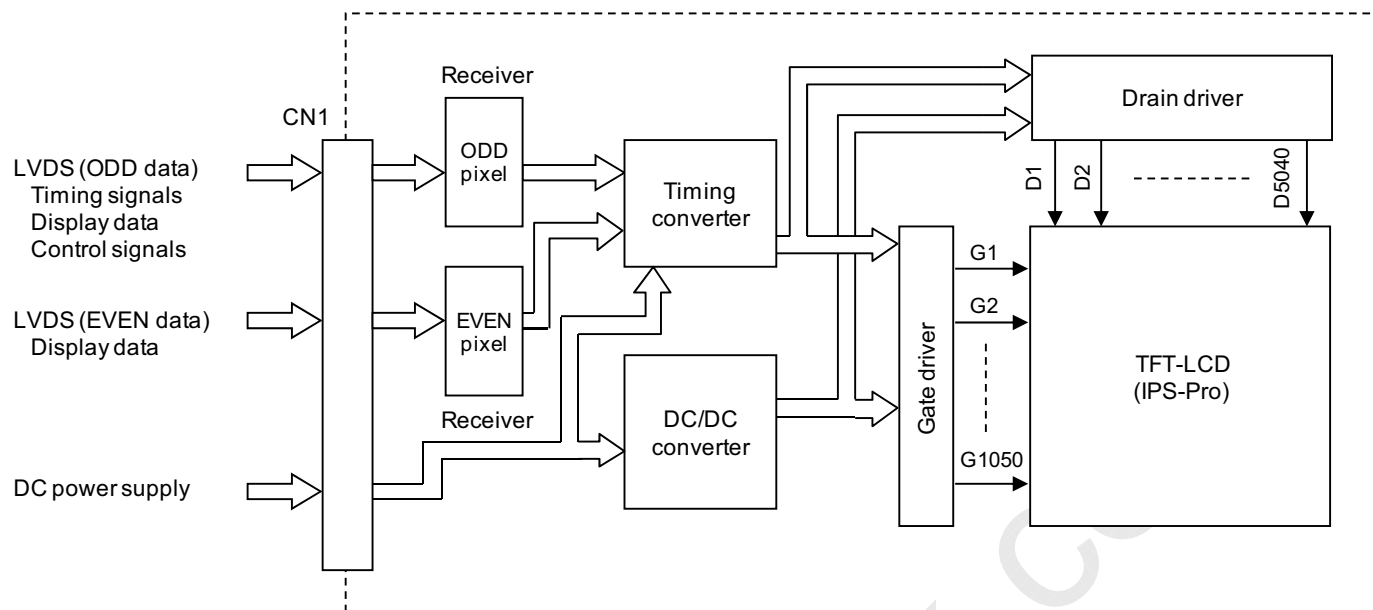 Receiver
Drain driver
CN1
LVDS (ODD data)
Timing signals
Display data
Control signals
ODD
pixel
Timing
converter
D1
D2
D5040
G1
LVDS (EVEN data)
Display data
EVEN
pixel
G2
Gate driver
TFT-LCD
(IPS-Pro)
Receiver
DC/DC
converter
G1050
DC power supply